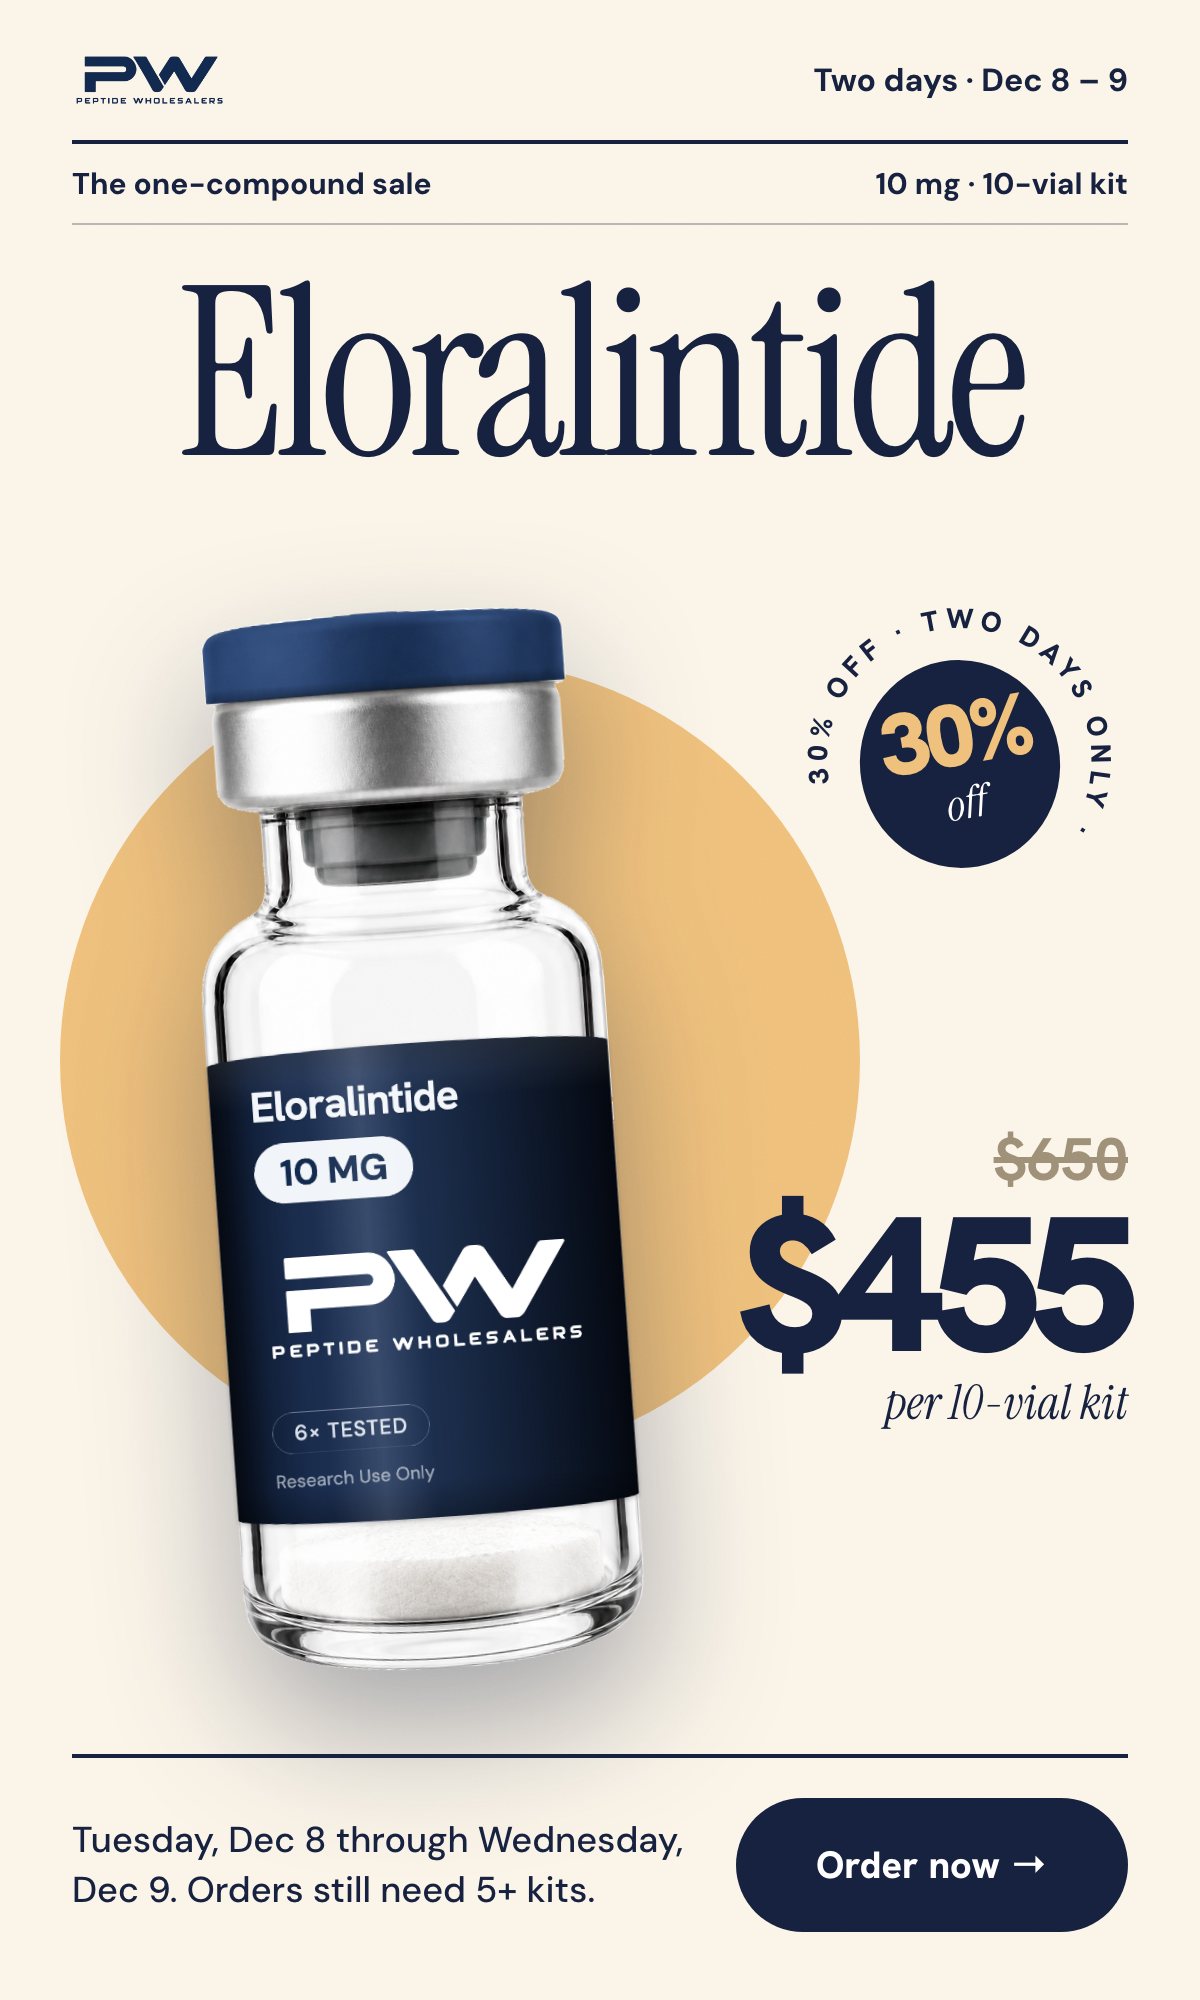 PW
PEPTIDE WHOLESALERS
Two days · Dec 8 – 9
The one-compound sale
10 mg · 10-vial kit
Eloralintide
30% OFF · TWO DAYS ONLY ·
30%
off
Eloralintide
10 MG
PW
PEPTIDE WHOLESALERS
6× TESTED
Research Use Only
$650
$455
per 10-vial kit
Tuesday, Dec 8 through Wednesday,
Dec 9. Orders still need 5+ kits.
Order now →